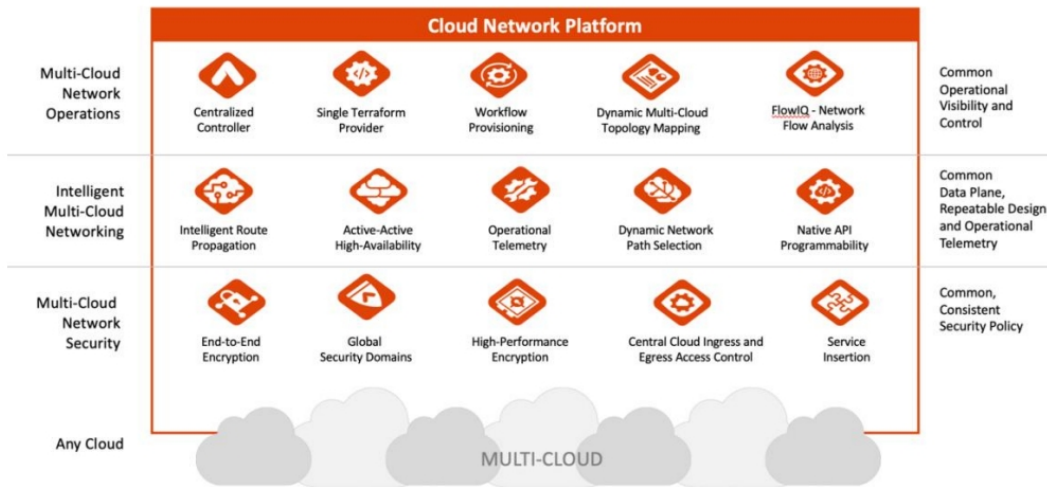 Cloud Network Platform
Multi-Cloud
Network
Operations
Centralized
Controller
Single Terraform
Provider
Workflow
Provisioning
Dynamic Multi-Cloud
Topology Mapping
FlowIQ - Network
Flow Analysis
Common
Operational
Visibility and
Control
Intelligent
Multi-Cloud
Networking
Intelligent Route
Propagation
Active-Active
High-Availability
Operational
Telemetry
Dynamic Network
Path Selection
Native API
Programmability
Common
Data Plane,
Repeatable Design
and Operational
Telemetry
Multi-Cloud
Network
Security
End-to-End
Encryption
Global
Security Domains
High-Performance
Encryption
Central Cloud Ingress and
Egress Access Control
Service
Insertion
Common,
Consistent
Security Policy
Any Cloud
MULTI-CLOUD